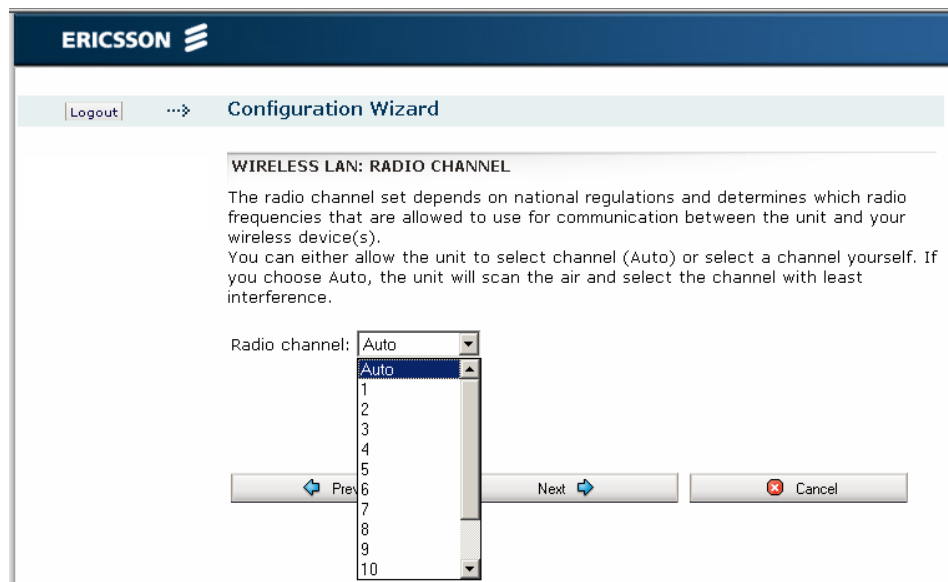 ERICSSON
Logout
Configuration Wizard
WIRELESS LAN: RADIO CHANNEL
The radio channel set depends on national regulations and determines which radio
frequencies that are allowed to use for communication between the unit and your
wireless device(s).
You can either allow the unit to select channel (Auto) or select a channel yourself. If
you choose Auto, the unit will scan the air and select the channel with least
interference.
Radio channel: Auto
Auto
1
2
3
4
5
6
7
8
9
10
Prev
Next
Cancel